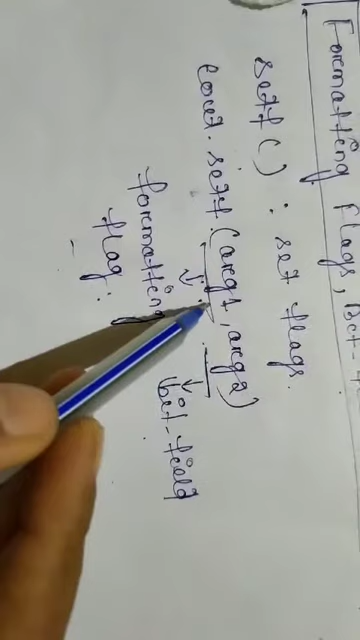 Formatting Flags, Bit-
setf() : set flags.
cout.setf(arg1, arg2)
formatting bit-field
flag :